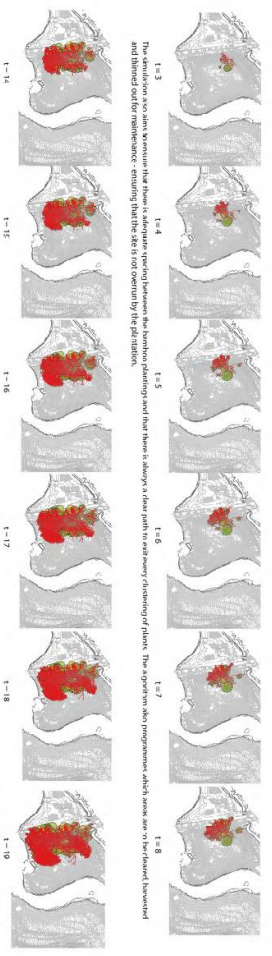 t=3
t=4
t=5
t=6
t=7
t=8
The simulation also aims to ensure that there is adequate spacing between the bamboo plantings and that there is always a clear path to exit every clustering of plants. The algorithm also programmes which areas are to be cleared, harvested
and thinned out for maintenance - ensuring that the site is not overrun by the plantation.
t=14
t=15
t=16
t=17
t=18
t=19